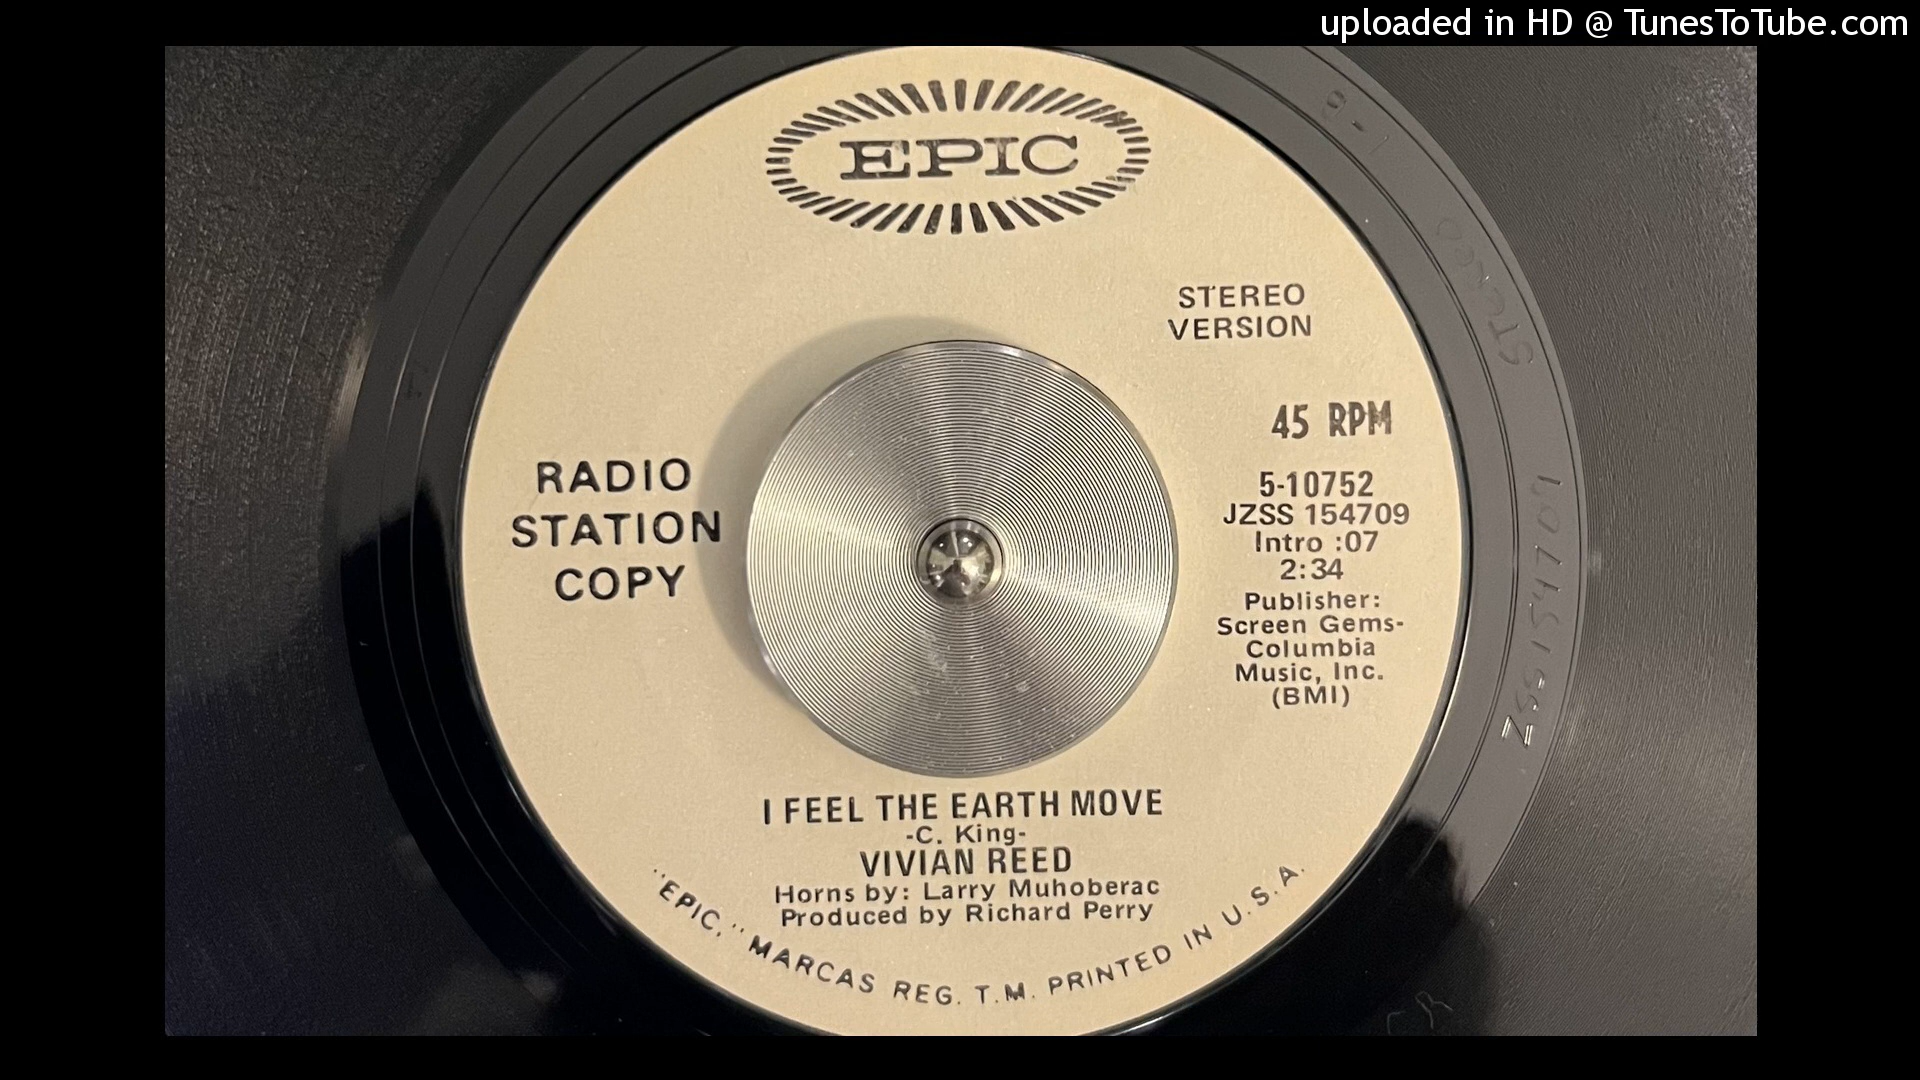 uploaded in HD @ TunesToTube.com
EPIC
STEREO
VERSION
45 RPM
RADIO
STATION
COPY
5-10752
JZSS 154709
Intro :07
2:34
Publisher:
Screen Gems-
Columbia
Music, Inc.
(BMI)
I FEEL THE EARTH MOVE
-C. King-
VIVIAN REED
Horns by: Larry Muhoberac
Produced by Richard Perry
"EPIC," MARCAS REG. T.M. PRINTED IN U.S.A.
ZSS154709
STEREO